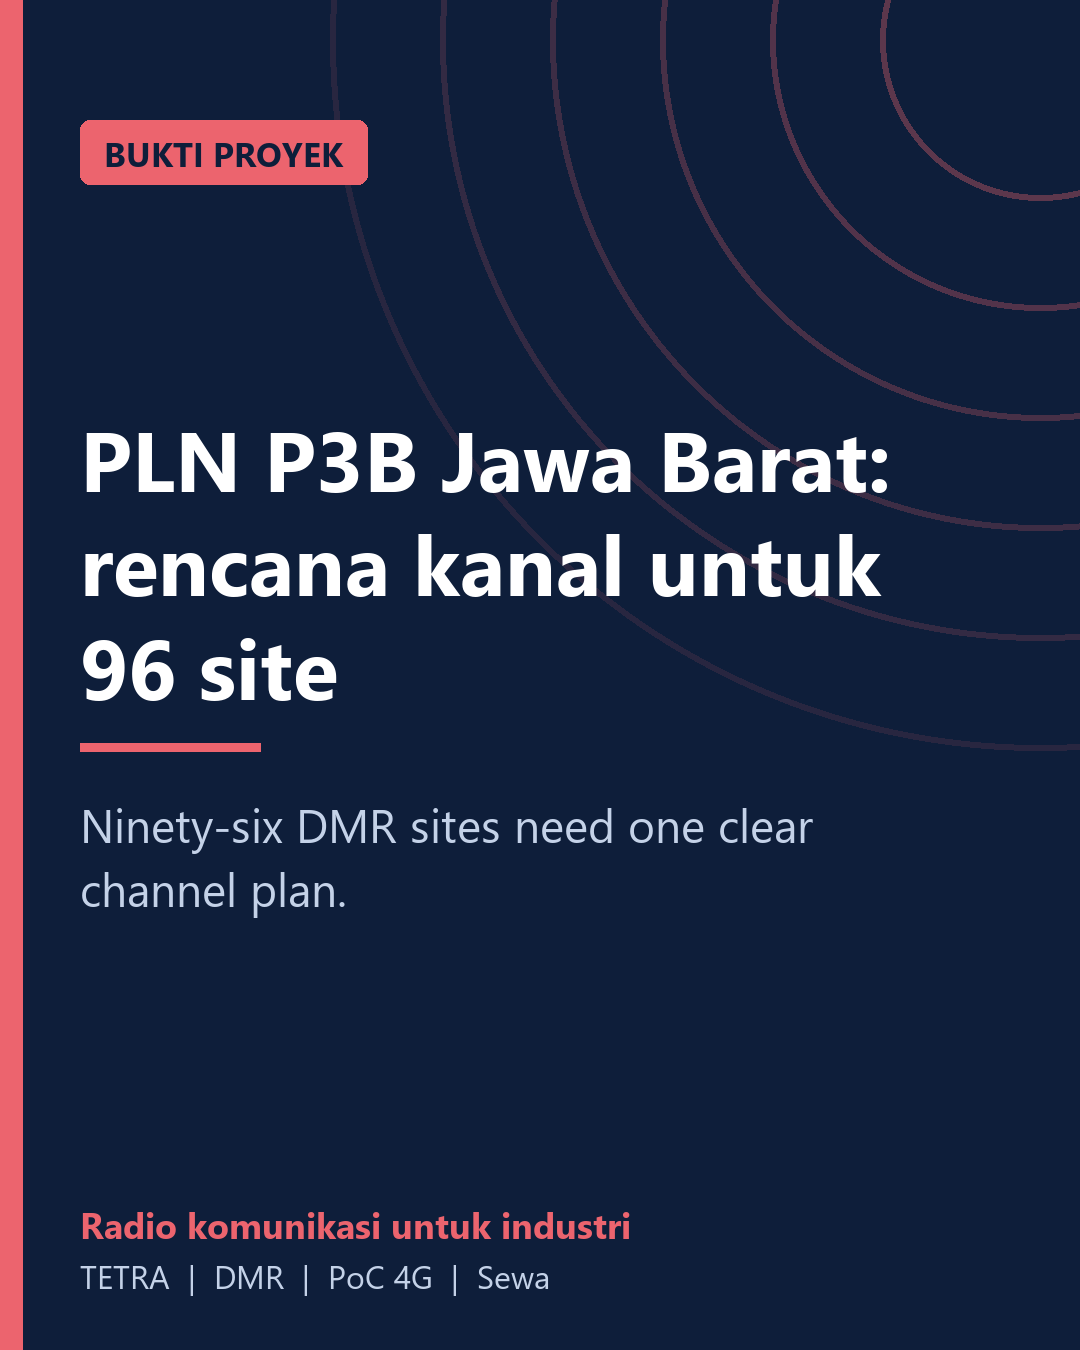 BUKTI PROYEK
PLN P3B Jawa Barat:
rencana kanal untuk
96 site
Ninety-six DMR sites need one clear
channel plan.
Radio komunikasi untuk industri
TETRA | DMR | PoC 4G | Sewa